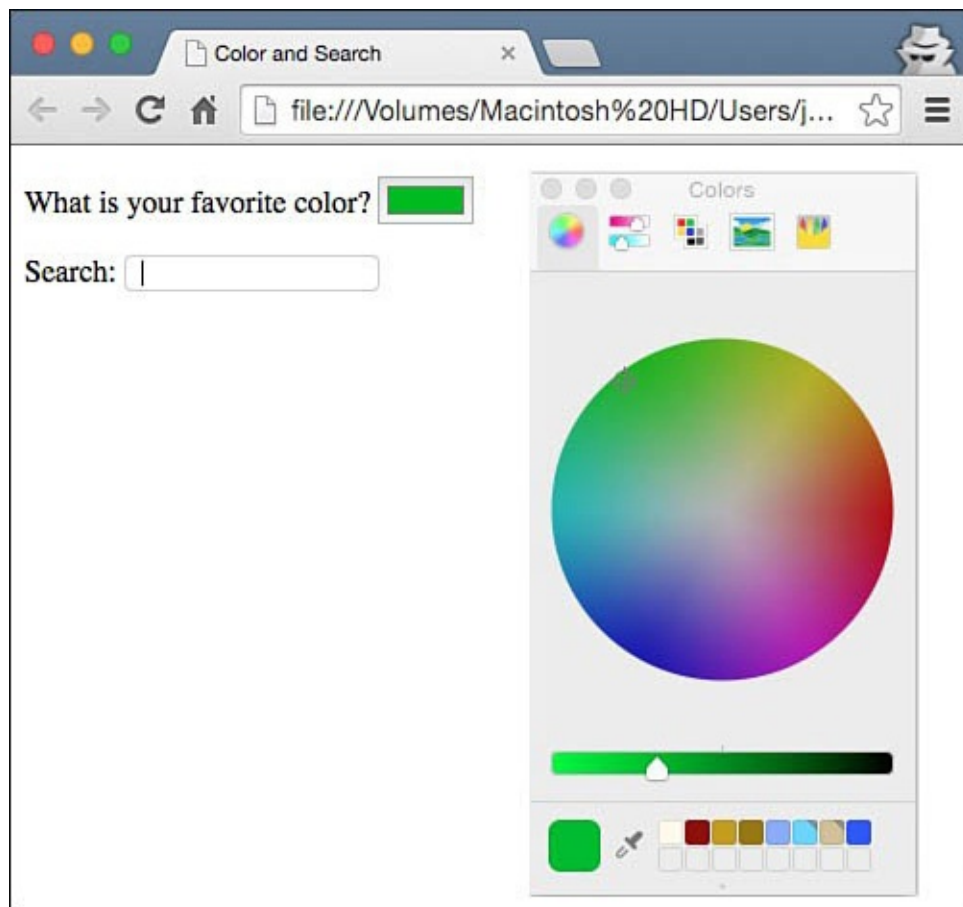 Color and Search
file:///Volumes/Macintosh%20HD/Users/j...
What is your favorite color?
Colors
Search: